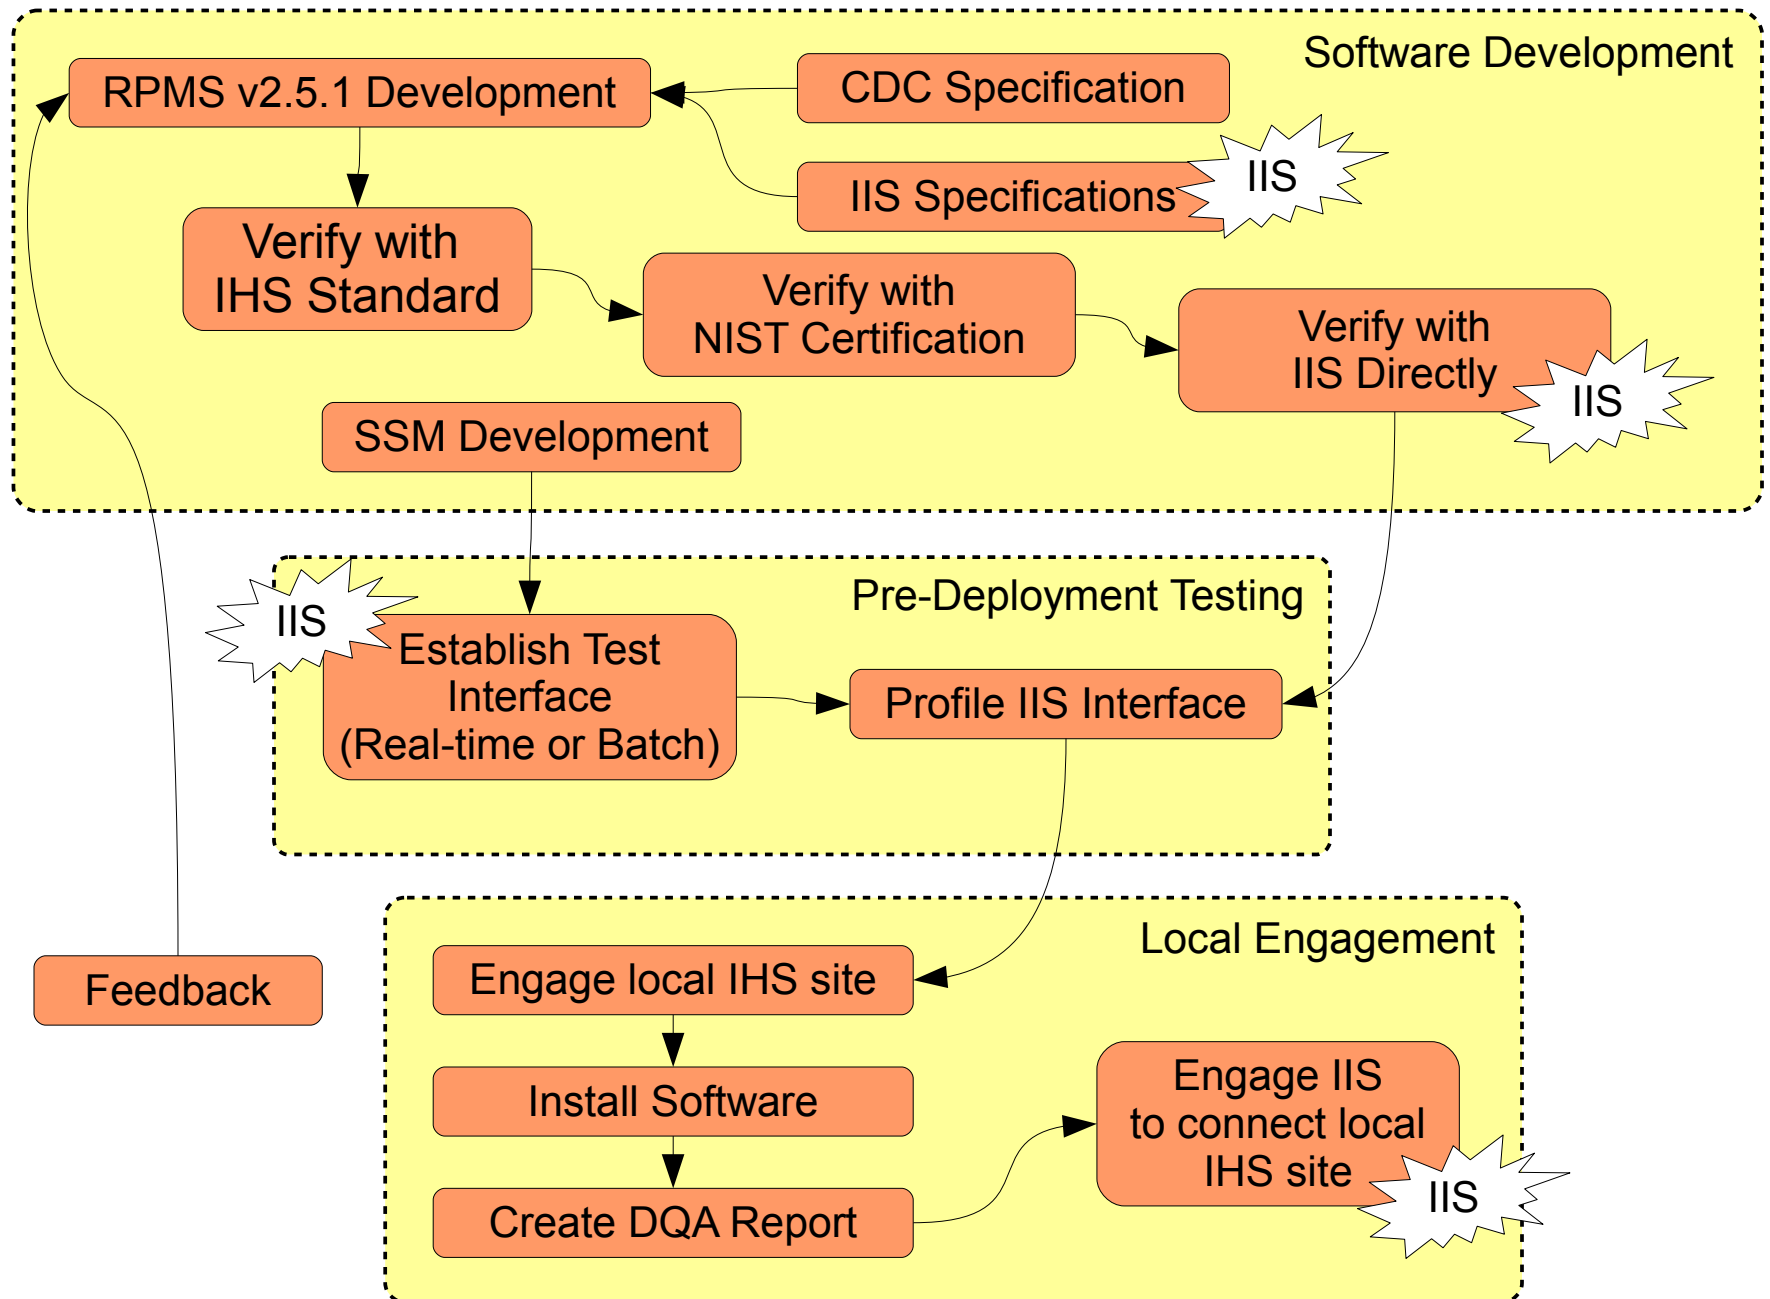 Software Development
RPMS v2.5.1 Development
CDC Specification
IIS Specifications
IIS
Verify with
IHS Standard
Verify with
NIST Certification
Verify with
IIS Directly
IIS
SSM Development
Pre-Deployment Testing
IIS
Establish Test
Interface
(Real-time or Batch)
Profile IIS Interface
Local Engagement
Feedback
Engage local IHS site
Install Software
Create DQA Report
Engage IIS
to connect local
IHS site
IIS